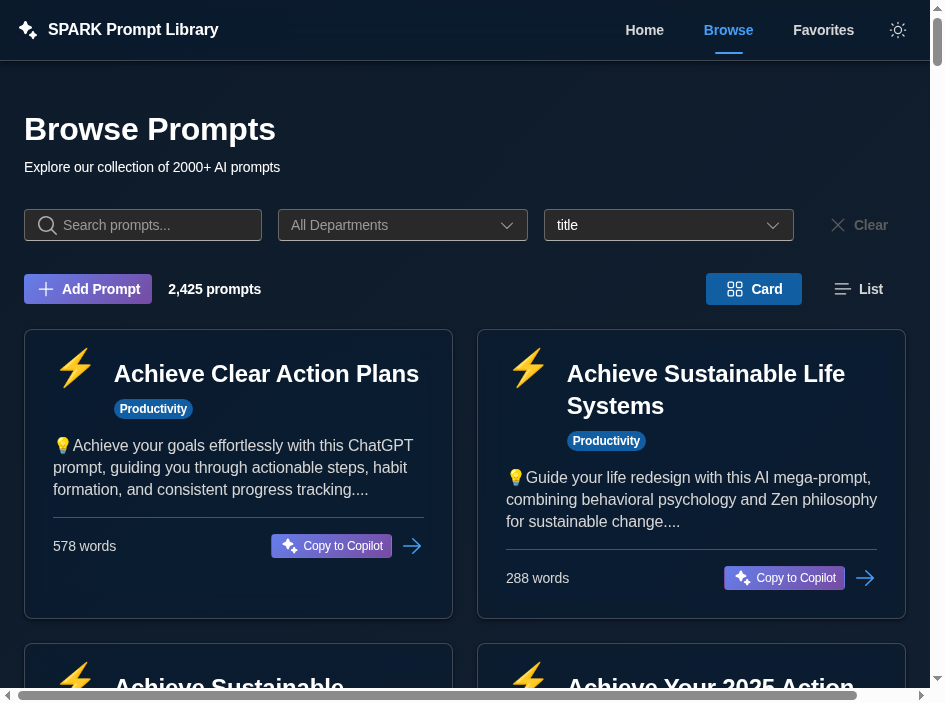 SPARK Prompt Library
Home
Browse
Favorites
Browse Prompts
Explore our collection of 2000+ AI prompts
Search prompts...
All Departments
title
Clear
Add Prompt
2,425 prompts
Card
List
⚡
Achieve Clear Action Plans
Productivity
💡Achieve your goals effortlessly with this ChatGPT
prompt, guiding you through actionable steps, habit
formation, and consistent progress tracking....
578 words
Copy to Copilot
⚡
Achieve Sustainable Life
Systems
Productivity
💡Guide your life redesign with this AI mega-prompt,
combining behavioral psychology and Zen philosophy
for sustainable change....
288 words
Copy to Copilot
⚡
Achieve Sustainable
⚡
Achieve Your 2025 Action